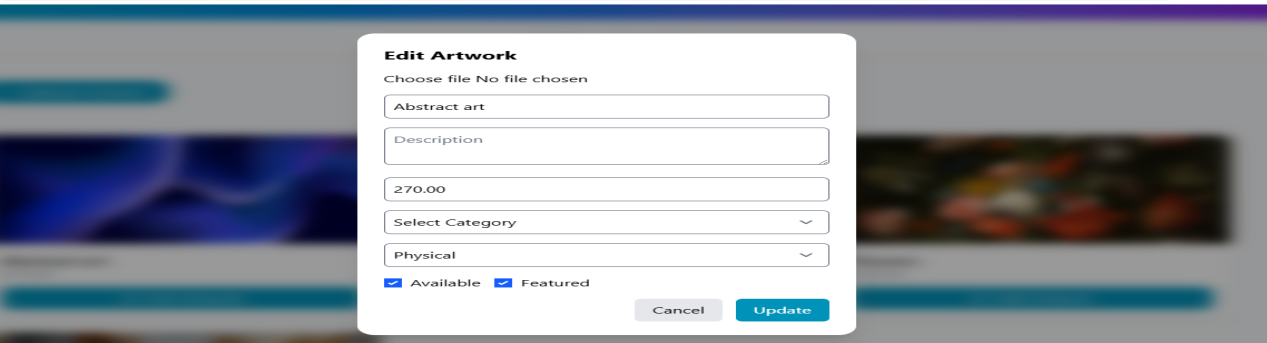 Edit Artwork
Choose file No file chosen
Abstract art
Description
270.00
Select Category
Physical
Available Featured
Cancel Update